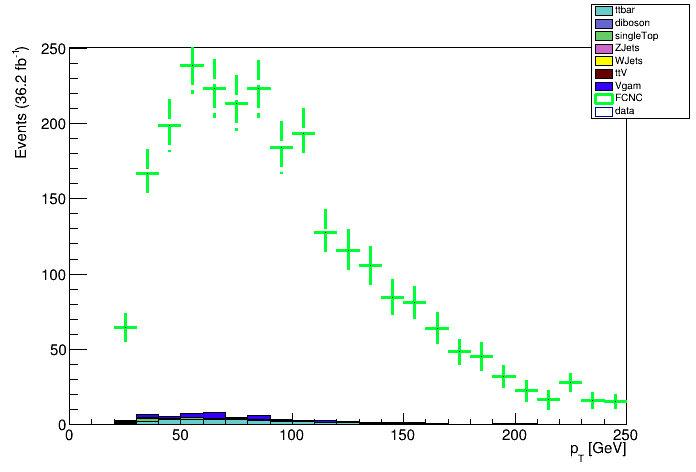 ttbar
diboson
singleTop
ZJets
WJets
ttV
Vgam
FCNC
data
Events (36.2 fb⁻¹)
250
200
150
100
50
0
0 50 100 150 200 250
p_T [GeV]